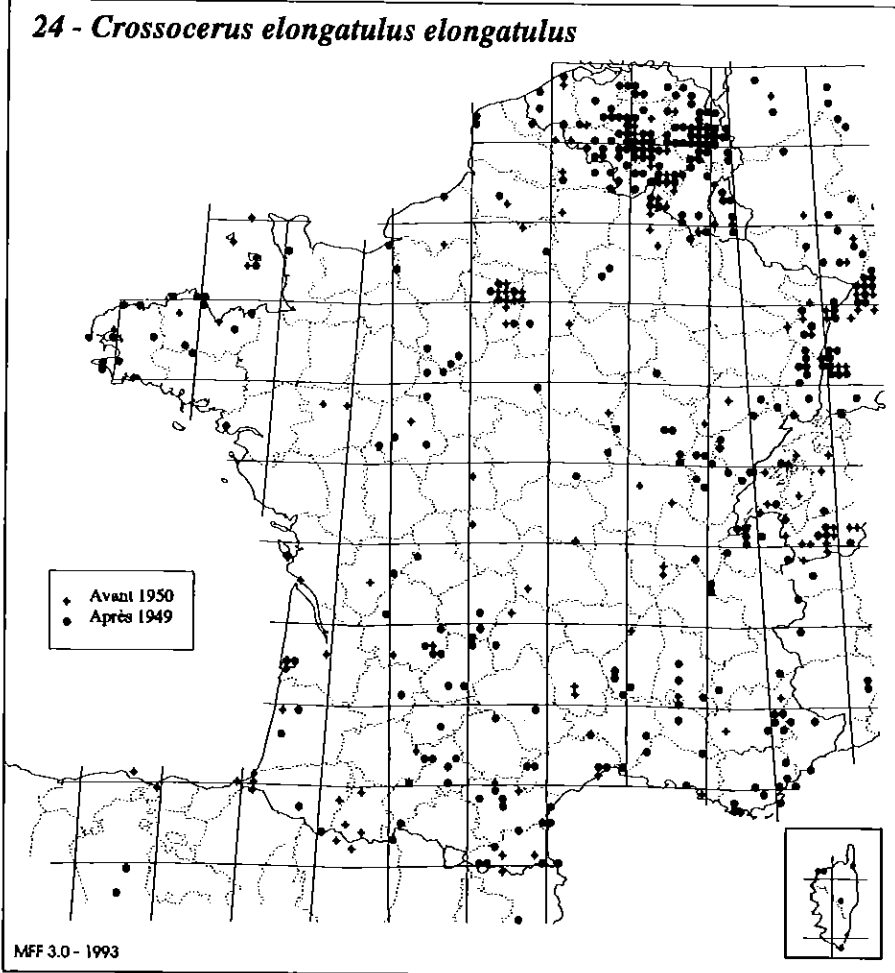 24 - Crossocerus elongatulus elongatulus
Avant 1950
Après 1949
MFF 3.0 - 1993